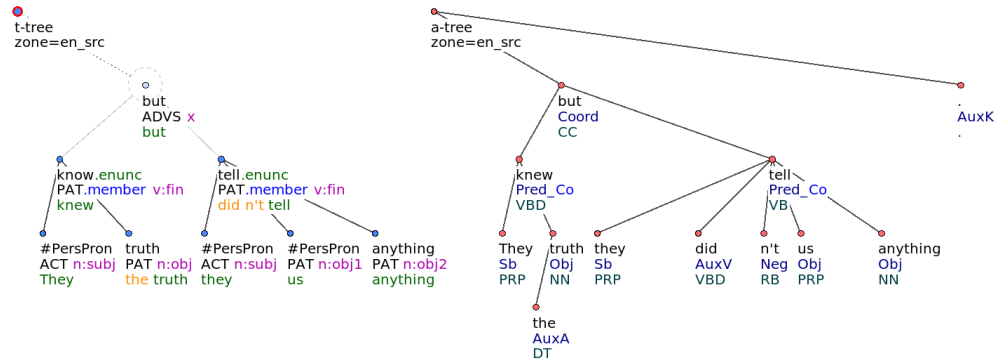 t-tree
zone=en_src
but
ADVS x
but
know.enunc
PAT.member v:fin
knew
tell.enunc
PAT.member v:fin
did n't tell
#PersPron
ACT n:subj
They
truth
PAT n:obj
the truth
#PersPron
ACT n:subj
they
#PersPron
PAT n:obj1
us
anything
PAT n:obj2
anything
a-tree
zone=en_src
but
Coord
CC
.
AuxK
.
knew
Pred_Co
VBD
tell
Pred_Co
VB
They
Sb
PRP
truth
Obj
NN
they
Sb
PRP
did
AuxV
VBD
n't
Neg
RB
us
Obj
PRP
anything
Obj
NN
the
AuxA
DT